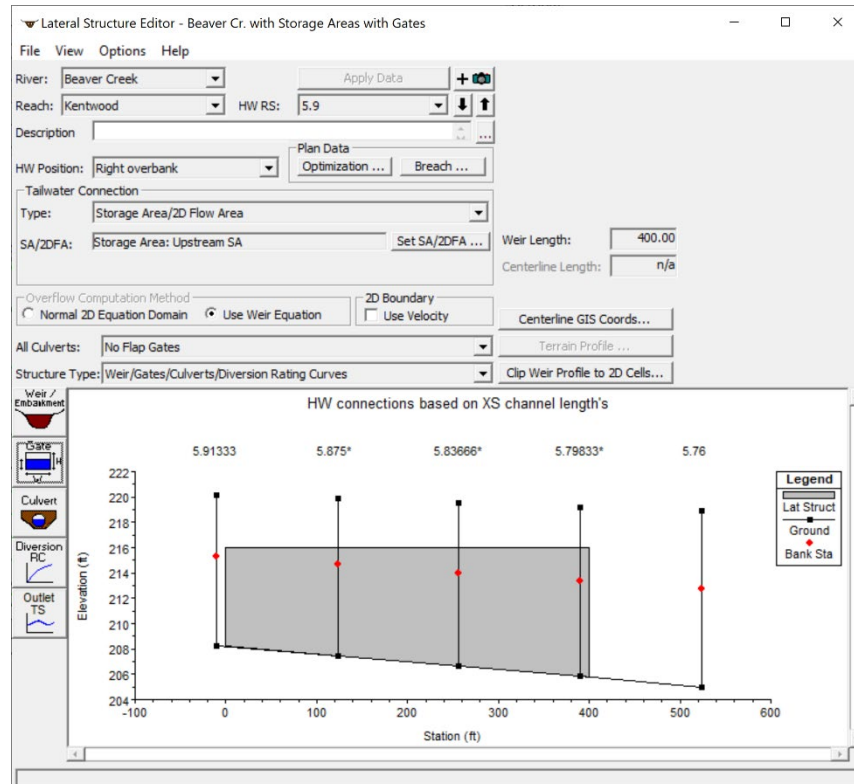 Lateral Structure Editor - Beaver Cr. with Storage Areas with Gates
File View Options Help
River: Beaver Creek Apply Data
Reach: Kentwood HW RS: 5.9
Description ...
Plan Data
HW Position: Right overbank Optimization ... Breach ...
Tailwater Connection
Type: Storage Area/2D Flow Area
SA/2DFA: Storage Area: Upstream SA Set SA/2DFA ... Weir Length: 400.00
Centerline Length: n/a
Overflow Computation Method 2D Boundary
Normal 2D Equation Domain Use Weir Equation Use Velocity Centerline GIS Coords...
All Culverts: No Flap Gates Terrain Profile ...
Structure Type: Weir/Gates/Culverts/Diversion Rating Curves Clip Weir Profile to 2D Cells...
Weir /
Embankment
Gate
H
W
Culvert
Diversion
RC
Outlet
TS
HW connections based on XS channel length's
5.91333 5.875* 5.83666* 5.79833* 5.76
222
220
218
216
214
212
210
208
206
204
Elevation (ft)
-100 0 100 200 300 400 500 600
Station (ft)
Legend
Lat Struct
Ground
Bank Sta